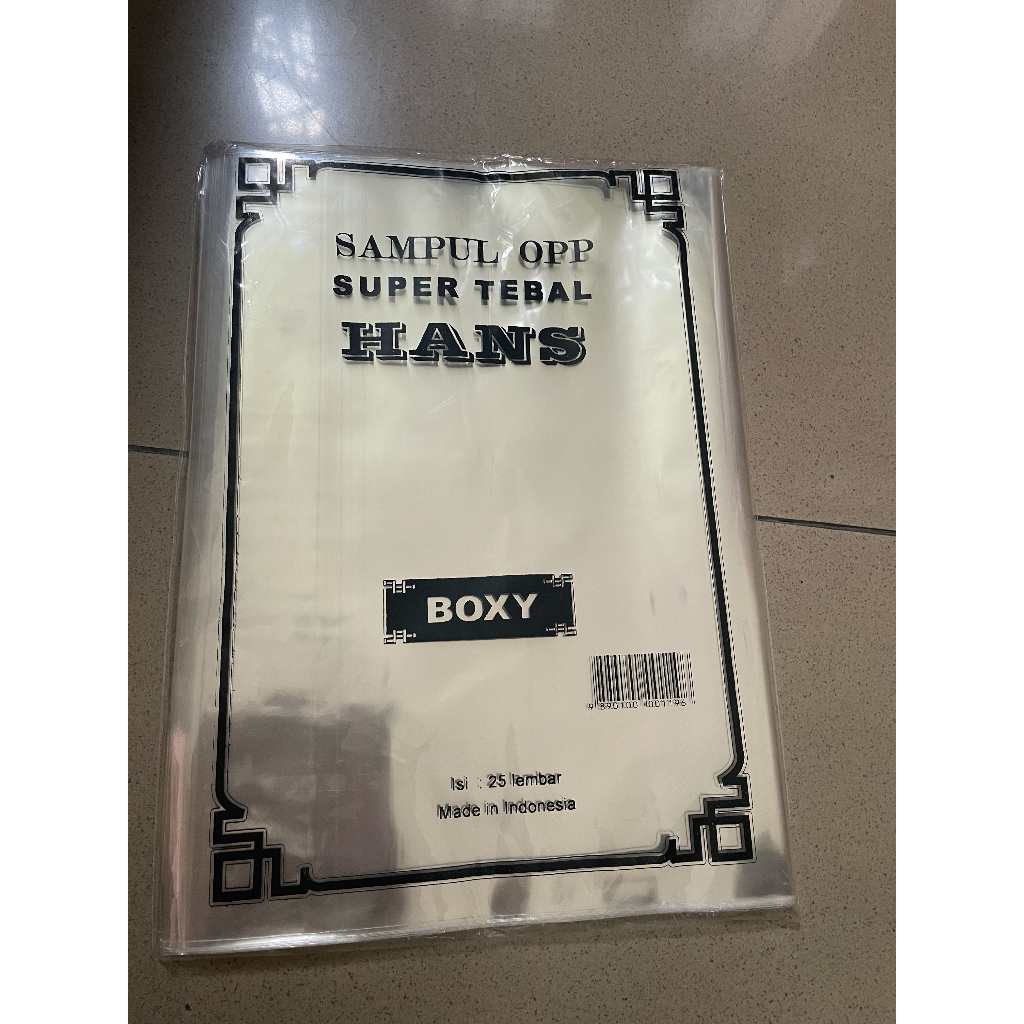 SAMPUL OPP
SUPER TEBAL
HANS
BOXY
Isi : 25 lembar
Made in Indonesia